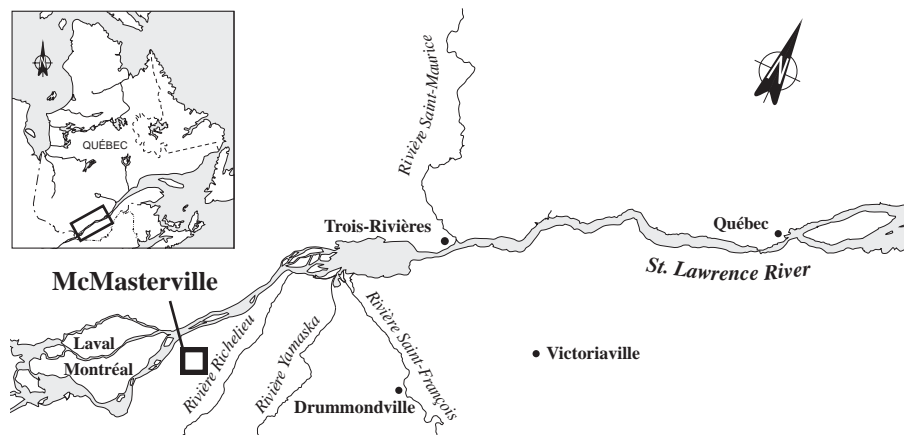 N
QUÉBEC
N
Rivière Saint-Maurice
Trois-Rivières
Québec
St. Lawrence River
McMasterville
Laval
Montréal
Rivière Richelieu
Rivière Yamaska
Rivière Saint-François
Victoriaville
Drummondville